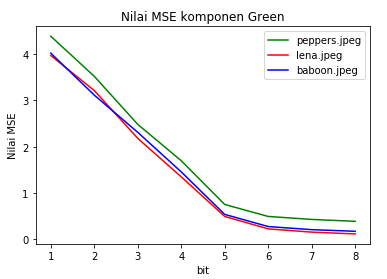 Nilai MSE komponen Green
peppers.jpeg
lena.jpeg
baboon.jpeg
Nilai MSE
4
3
2
1
0
1 2 3 4 5 6 7 8
bit